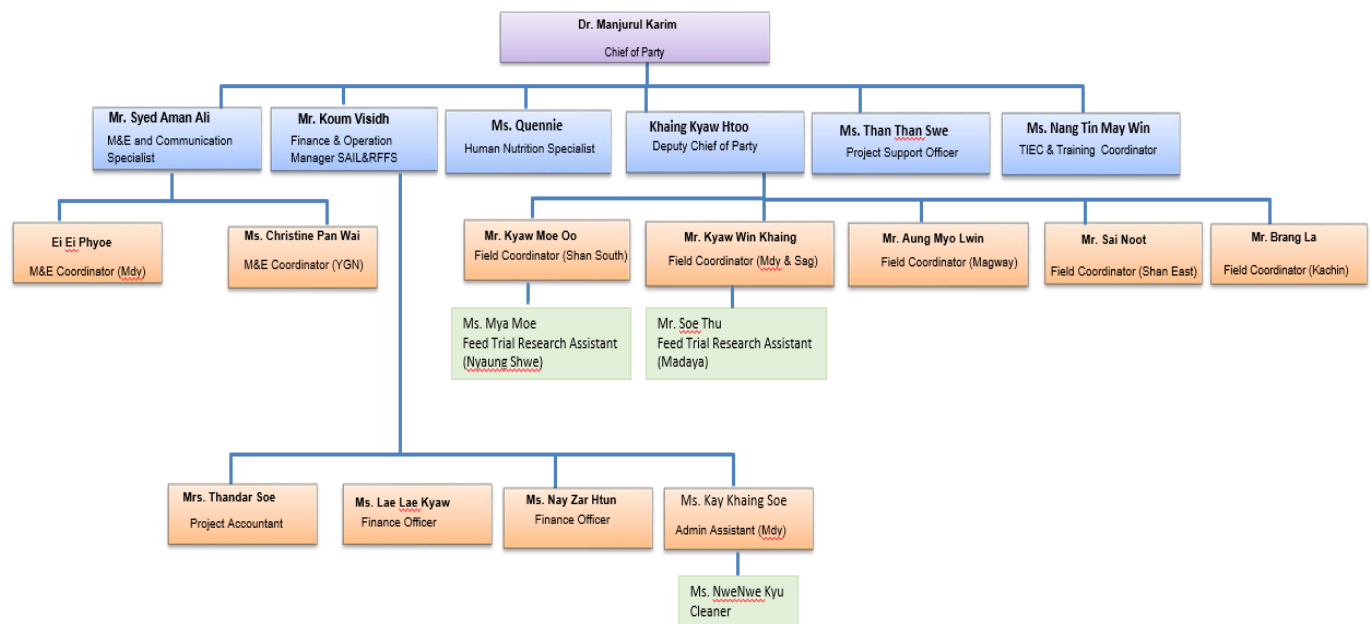 Dr. Manjurul Karim
Chief of Party
Mr. Syed Aman Ali
M&E and Communication
Specialist
Mr. Koum Visidh
Finance & Operation
Manager SAIL&RFFS
Ms. Quennie
Human Nutrition Specialist
Khaing Kyaw Htoo
Deputy Chief of Party
Ms. Than Than Swe
Project Support Officer
Ms. Nang Tin May Win
TIEC & Training Coordinator
Ei Ei Phyoe
M&E Coordinator (Mdy)
Ms. Christine Pan Wai
M&E Coordinator (YGN)
Mr. Kyaw Moe Oo
Field Coordinator (Shan South)
Mr. Kyaw Win Khaing
Field Coordinator (Mdy & Sag)
Mr. Aung Myo Lwin
Field Coordinator (Magway)
Mr. Sai Noot
Field Coordinator (Shan East)
Mr. Brang La
Field Coordinator (Kachin)
Ms. Mya Moe
Feed Trial Research Assistant
(Nyaung Shwe)
Mr. Soe Thu
Feed Trial Research Assistant
(Madaya)
Mrs. Thandar Soe
Project Accountant
Ms. Lae Lae Kyaw
Finance Officer
Ms. Nay Zar Htun
Finance Officer
Ms. Kay Khaing Soe
Admin Assistant (Mdy)
Ms. NweNwe Kyu
Cleaner